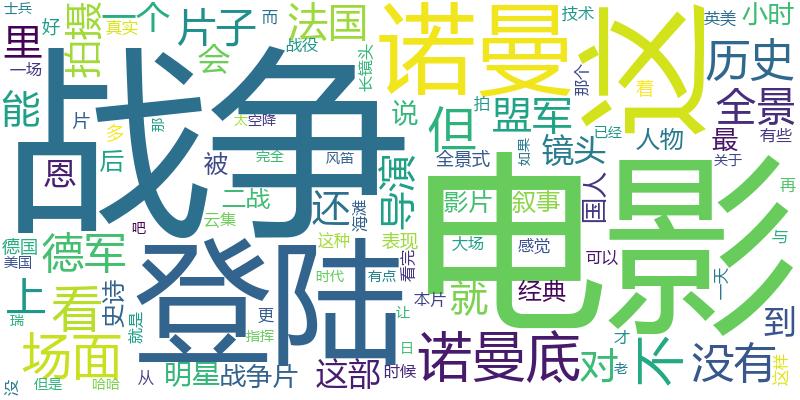 士兵
好
真实
一个
片子
而
法国
诺曼
这
技术
英美
小时
里
一场
拍摄
会
战役
长镜头
那个
历史
战争
能
片
多
那
太
空降
说
但
盟军
拍
着
已经
全景
有些
恩
后
被
完全
风笛
导演
全景式
如果
镜头
人物
最
关于
二战
还
海滩
电影
影片
叙事
国人
再
云集
吧
德国
美国
德军
登陆
这种
表现
看完
大场
感觉
可以
与
时代
有点
一天
上
看
史诗
瑞
就是
更
指挥
本片
让
就
经典
到
场面
日
诺曼底
对
才
老
不
没有
没
但是
哈哈
从
明星
战争片
这部
时候
这样